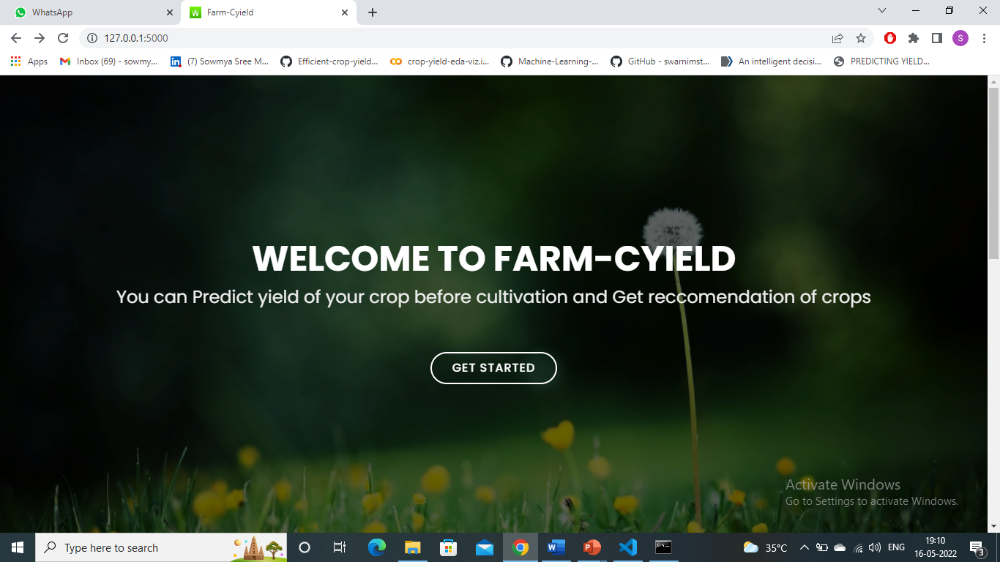 WhatsApp
Farm-Cyield
127.0.0.1:5000
S
Apps
Inbox (69) - sowmy...
(7) Sowmya Sree M...
Efficient-crop-yield...
crop-yield-eda-viz.i...
Machine-Learning-...
GitHub - swarnimst...
An intelligent decisi...
PREDICTING YIELD...
WELCOME TO FARM-CYIELD
You can Predict yield of your crop before cultivation and Get reccomendation of crops
GET STARTED
Activate Windows
Go to Settings to activate Windows.
Type here to search
35°C
ENG
19:10
16-05-2022
3